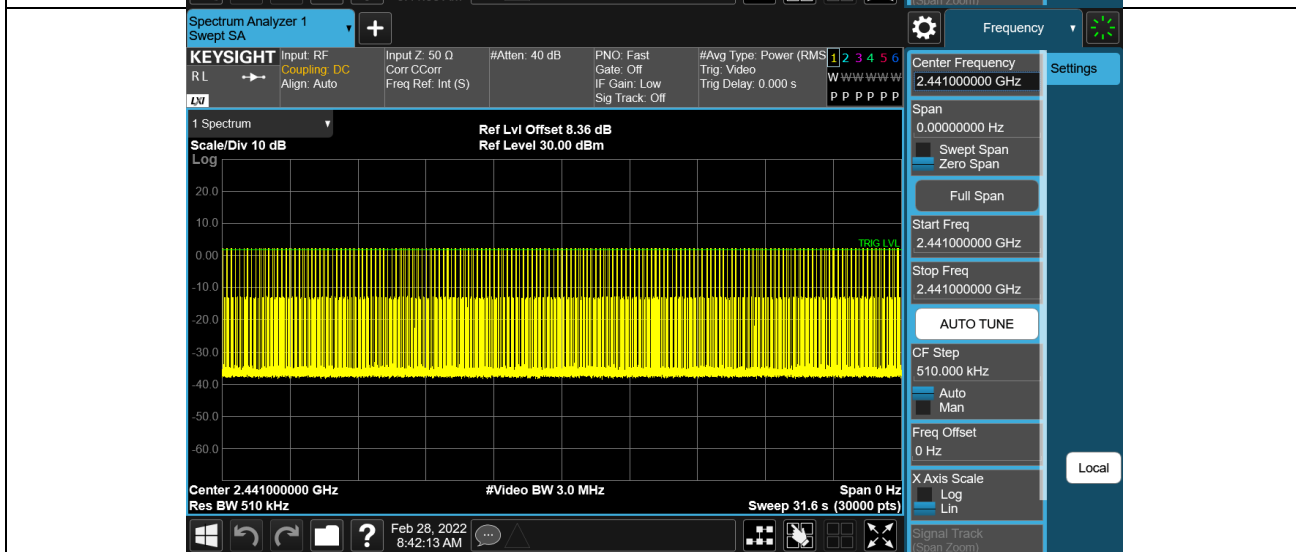 (Span Zoom)
Spectrum Analyzer 1
Swept SA
Frequency
KEYSIGHT
R L
LXI
Input: RF
Coupling: DC
Align: Auto
Input Z: 50 Ω
Corr CCorr
Freq Ref: Int (S)
#Atten: 40 dB
PNO: Fast
Gate: Off
IF Gain: Low
Sig Track: Off
#Avg Type: Power (RMS
Trig: Video
Trig Delay: 0.000 s
1 2 3 4 5 6
W W W W W W
P P P P P P
1 Spectrum
Scale/Div 10 dB
Ref Lvl Offset 8.36 dB
Ref Level 30.00 dBm
Log
20.0
10.0
0.00
-10.0
-20.0
-30.0
-40.0
-50.0
-60.0
TRIG LVL
Center 2.441000000 GHz
Res BW 510 kHz
#Video BW 3.0 MHz
Span 0 Hz
Sweep 31.6 s (30000 pts)
Feb 28, 2022
8:42:13 AM
Center Frequency
2.441000000 GHz
Span
0.00000000 Hz
Swept Span
Zero Span
Full Span
Start Freq
2.441000000 GHz
Stop Freq
2.441000000 GHz
AUTO TUNE
CF Step
510.000 kHz
Auto
Man
Freq Offset
0 Hz
X Axis Scale
Log
Lin
Signal Track
(Span Zoom)
Settings
Local